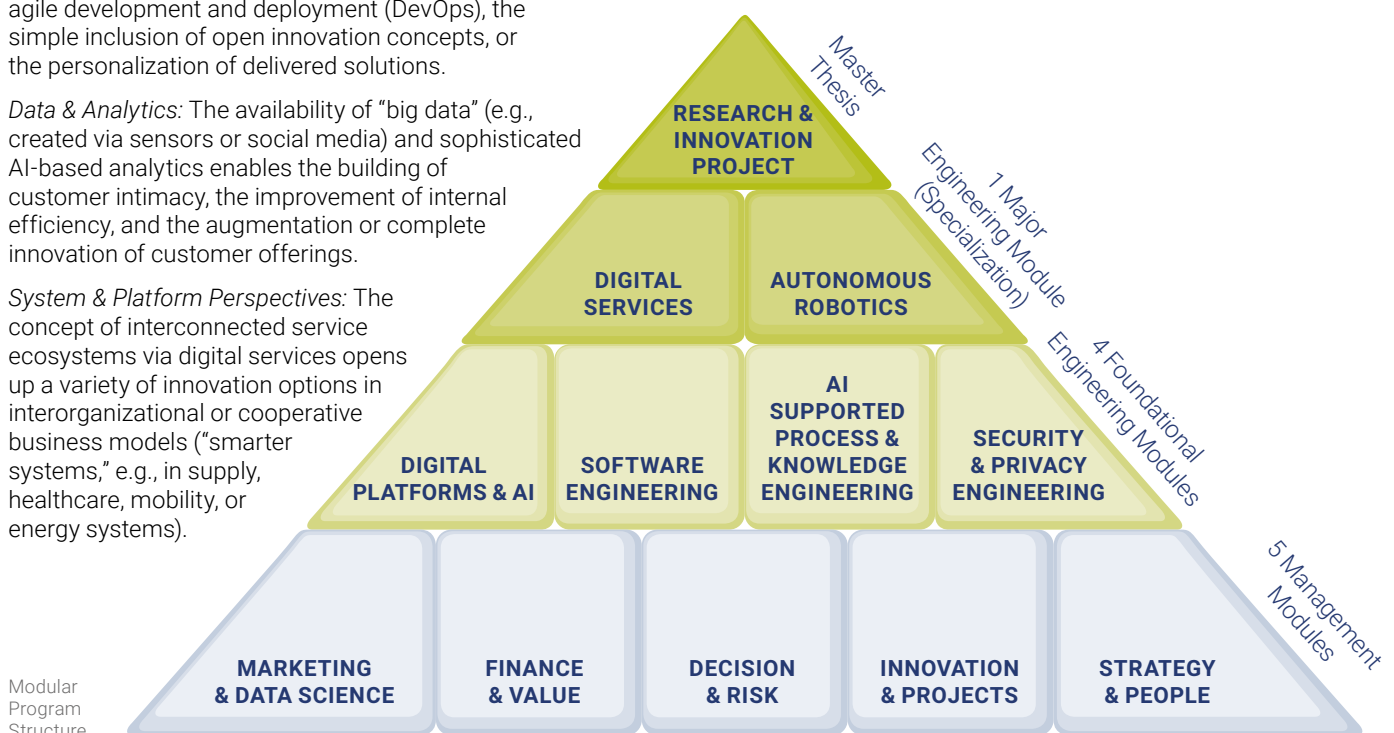 agile development and deployment (DevOps), the
simple inclusion of open innovation concepts, or
the personalization of delivered solutions.
Data & Analytics: The availability of “big data” (e.g.,
created via sensors or social media) and sophisticated
AI-based analytics enables the building of
customer intimacy, the improvement of internal
efficiency, and the augmentation or complete
innovation of customer offerings.
System & Platform Perspectives: The
concept of interconnected service
ecosystems via digital services opens
up a variety of innovation options in
interorganizational or cooperative
business models (“smarter
systems,” e.g., in supply,
healthcare, mobility, or
energy systems).
Modular
Program
Structure
RESEARCH &
INNOVATION
PROJECT
Master
Thesis
DIGITAL
SERVICES
AUTONOMOUS
ROBOTICS
1 Major
Engineering Module
(Specialization)
DIGITAL
PLATFORMS & AI
SOFTWARE
ENGINEERING
AI
SUPPORTED
PROCESS &
KNOWLEDGE
ENGINEERING
SECURITY
& PRIVACY
ENGINEERING
4 Foundational
Engineering Modules
MARKETING
& DATA SCIENCE
FINANCE
& VALUE
DECISION
& RISK
INNOVATION
& PROJECTS
STRATEGY
& PEOPLE
5 Management
Modules